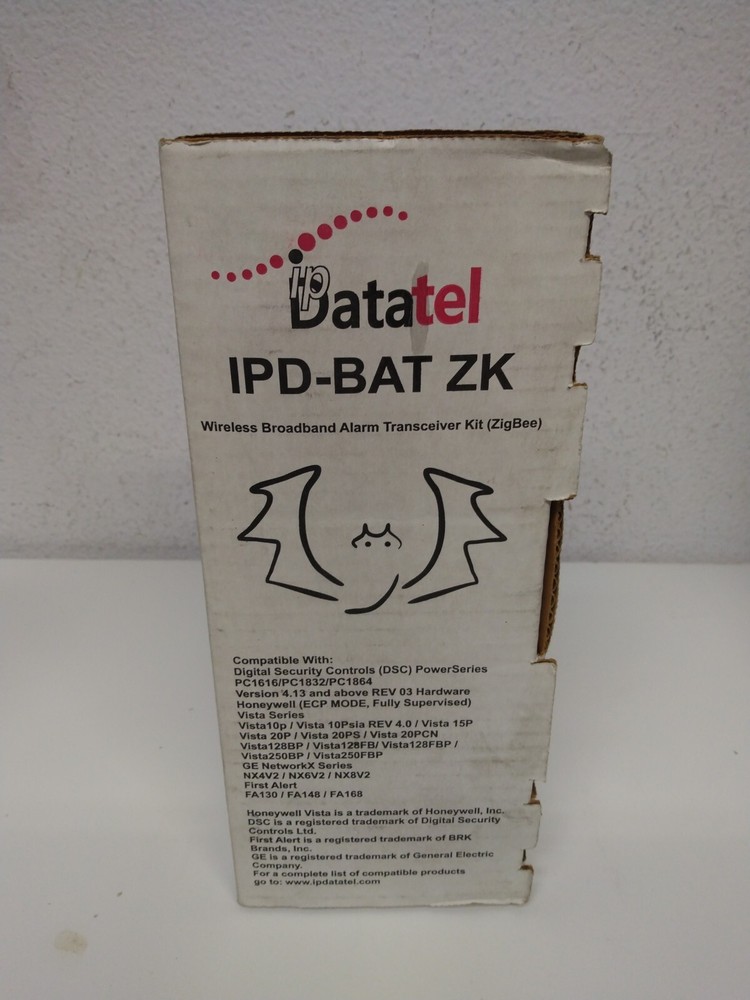 ipDatatel
IPD-BAT ZK
Wireless Broadband Alarm Transceiver Kit (ZigBee)
Compatible With:
Digital Security Controls (DSC) PowerSeries
PC1616/PC1832/PC1864
Version 4.13 and above REV 03 Hardware
Honeywell (ECP MODE, Fully Supervised)
Vista Series
Vista10p / Vista 10Psia REV 4.0 / Vista 15P
Vista 20P / Vista 20PS / Vista 20PCN
Vista128BP / Vista128FB/ Vista128FBP /
Vista250BP / Vista250FBP
GE NetworkX Series
NX4V2 / NX6V2 / NX8V2
First Alert
FA130 / FA148 / FA168
Honeywell Vista is a trademark of Honeywell, Inc.
DSC is a registered trademark of Digital Security
Controls Ltd.
First Alert is a registered trademark of BRK
Brands, Inc.
GE is a registered trademark of General Electric
Company.
For a complete list of compatible products
go to: www.ipdatatel.com